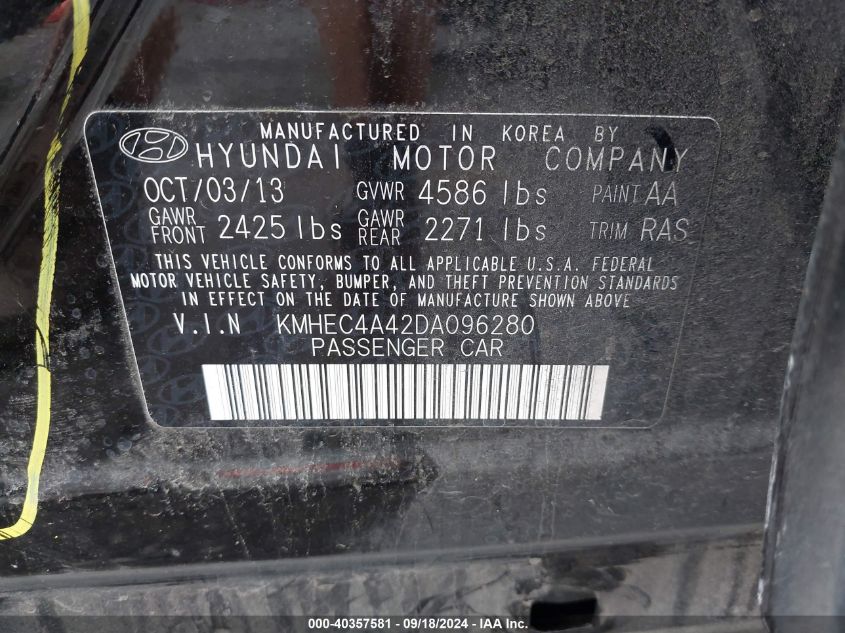 MANUFACTURED IN KOREA BY
HYUNDAI MOTOR COMPANY
OCT/03/13 GVWR 4586 lbs PAINT AA
GAWR FRONT 2425 lbs GAWR REAR 2271 lbs TRIM RAS
THIS VEHICLE CONFORMS TO ALL APPLICABLE U.S.A. FEDERAL
MOTOR VEHICLE SAFETY, BUMPER, AND THEFT PREVENTION STANDARDS
IN EFFECT ON THE DATE OF MANUFACTURE SHOWN ABOVE
V.I.N KMHEC4A42DA096280
PASSENGER CAR
000-40357581 - 09/18/2024 - IAA Inc.